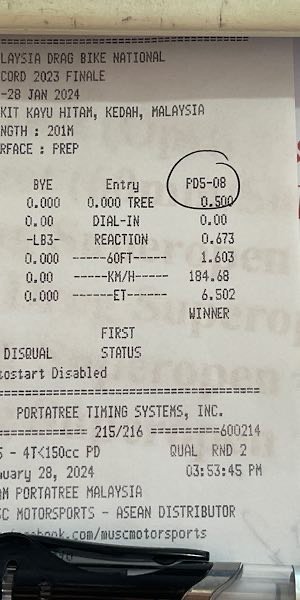 LAYSIA DRAG BIKE NATIONAL
CORD 2023 FINALE
-28 JAN 2024
KIT KAYU HITAM, KEDAH, MALAYSIA
NGTH : 201M
RFACE : PREP
BYE Entry PD5-08
0.000 0.000 TREE 0.500
0.00 DIAL-IN 0.00
-LB3- REACTION 0.673
0.000 ------60FT----- 1.603
0.00 ------KM/H------ 184.68
0.000 ------ET------- 6.502
WINNER
FIRST
DISQUAL STATUS
tostart Disabled
PORTATREE TIMING SYSTEMS, INC.
========== 215/216 ==========600214
- 4T<150cc PD QUAL RND 2
uary 28, 2024 03:53:45 PM
AM PORTATREE MALAYSIA
SC MOTORSPORTS - ASEAN DISTRIBUTOR
book.com/muscmotorsports